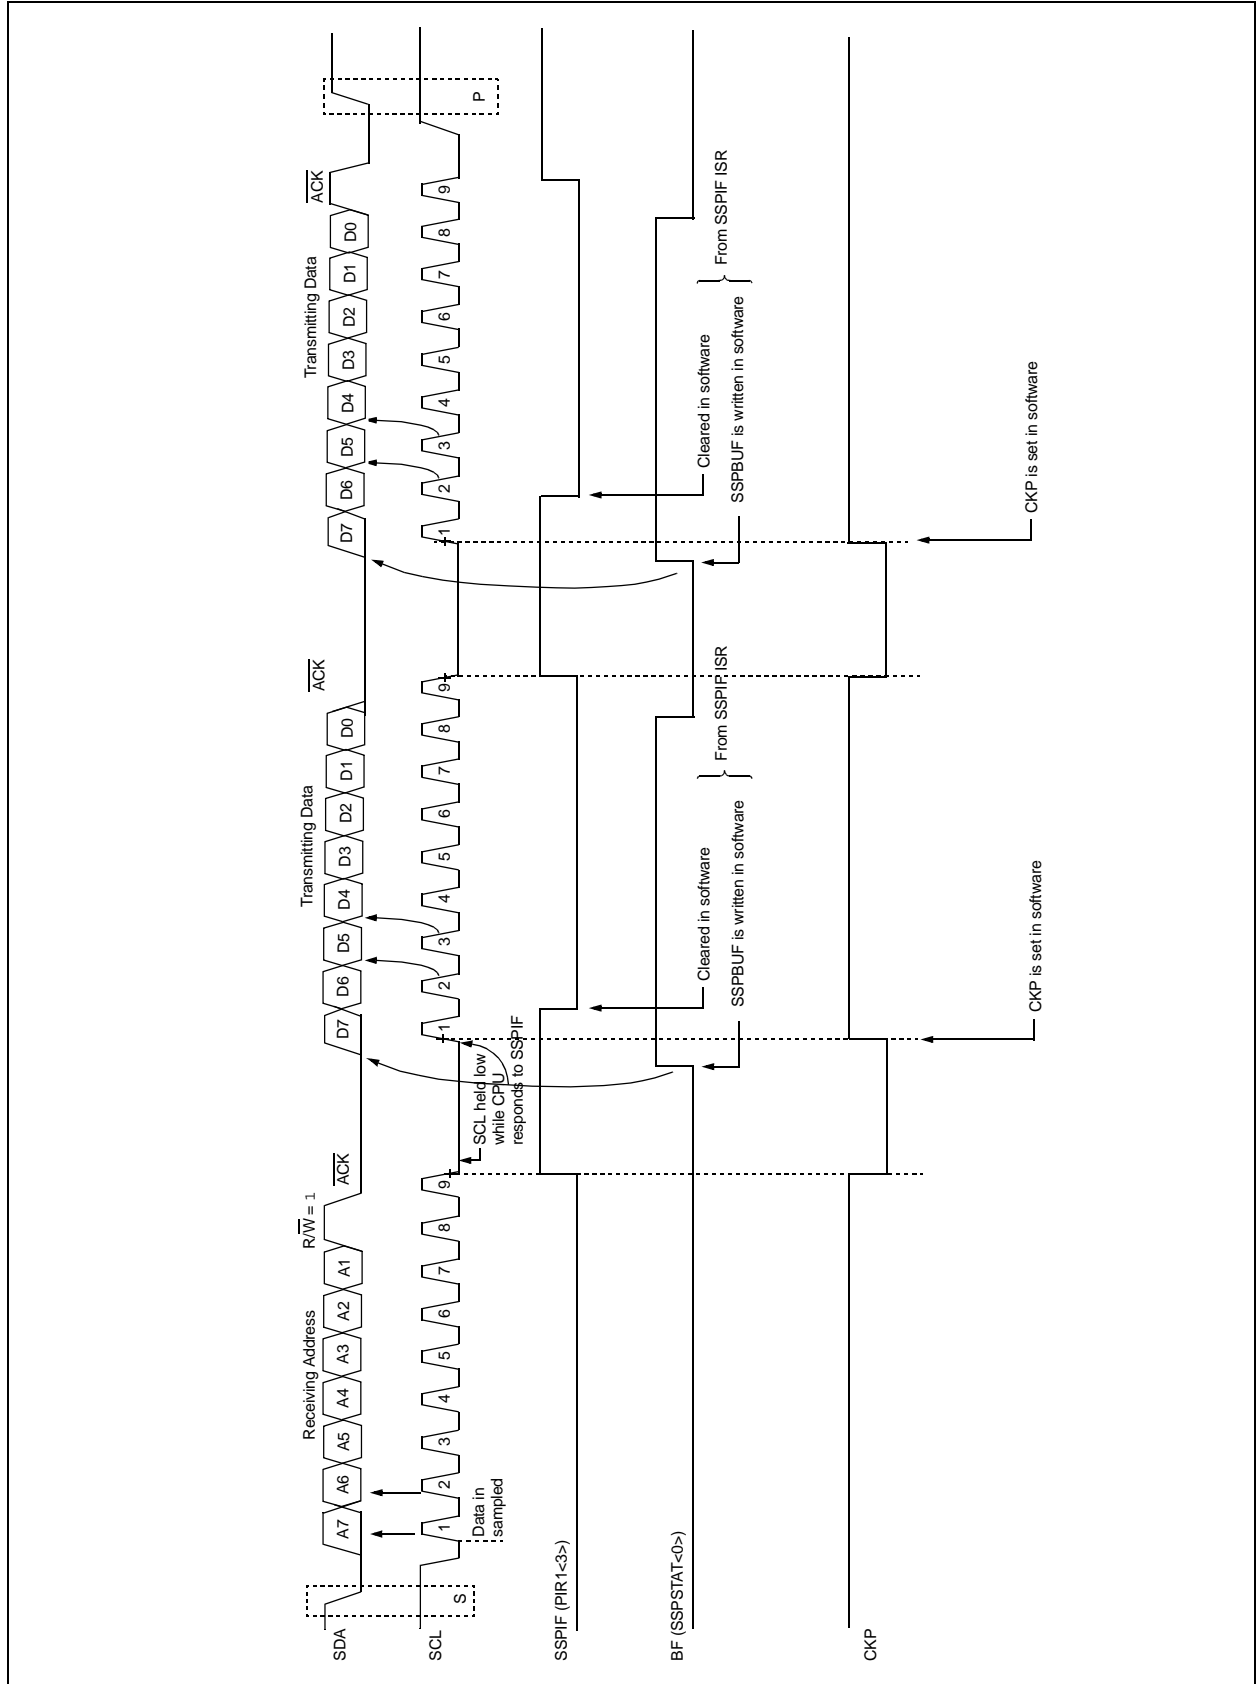 Receiving Address R/W = 1 ACK Transmitting Data ACK Transmitting Data ACK
SDA A7 A6 A5 A4 A3 A2 A1 D7 D6 D5 D4 D3 D2 D1 D0 D7 D6 D5 D4 D3 D2 D1 D0
SCL 1 2 3 4 5 6 7 8 9 1 2 3 4 5 6 7 8 9 1 2 3 4 5 6 7 8 9
S P
Data in
sampled
SCL held low
while CPU
responds to SSPIF
SSPIF (PIR1<3>)
BF (SSPSTAT<0>)
Cleared in software
SSPBUF is written in software
From SSPIF ISR
Cleared in software
SSPBUF is written in software
From SSPIF ISR
CKP
CKP is set in software
CKP is set in software